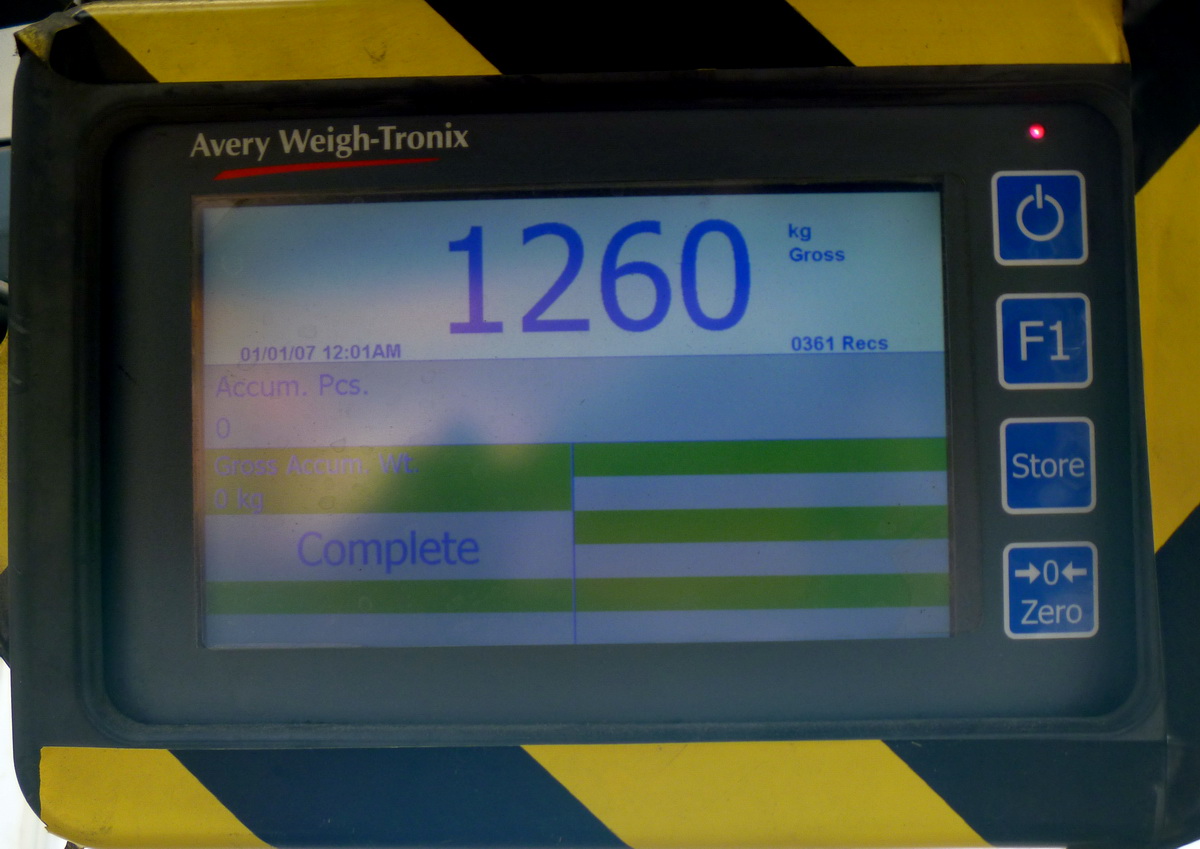 Avery Weigh-Tronix
1260
kg
Gross
01/01/07 12:01AM
0361 Recs
Accum. Pcs.
0
Gross Accum. Wt.
0 kg
Complete
F1
Store
→0←
Zero